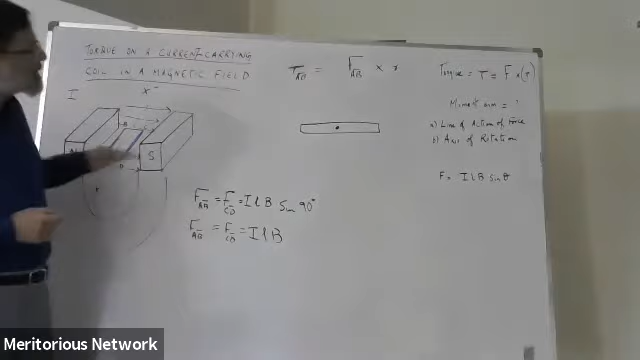 TORQUE ON A CURRENT CARRYING
COIL IN A MAGNETIC FIELD
I
X
S
τ_AB = F_AB × r
Torque = τ = F × (r)
Moment arm = ?
a) Line of Action of Force
b) Axis of Rotation
F = I l B sin θ
F_AB = F_CD = I l B Sin 90°
F_AB = F_CD = I l B
Meritorious Network